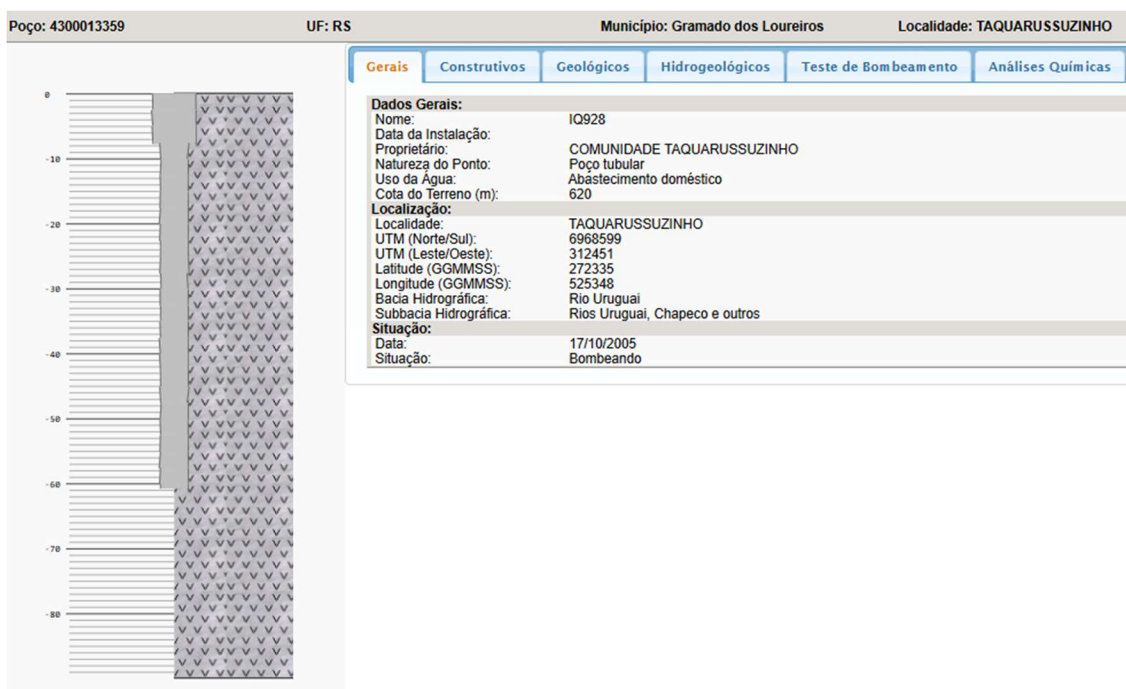 Poço: 4300013359 UF: RS Município: Gramado dos Loureiros Localidade: TAQUARUSSUZINHO
Gerais Construtivos Geológicos Hidrogeológicos Teste de Bombeamento Análises Químicas
Dados Gerais:
Nome: IQ928
Data da Instalação:
Proprietário: COMUNIDADE TAQUARUSSUZINHO
Natureza do Ponto: Poço tubular
Uso da Água: Abastecimento doméstico
Cota do Terreno (m): 620
Localização:
Localidade: TAQUARUSSUZINHO
UTM (Norte/Sul): 6968599
UTM (Leste/Oeste): 312451
Latitude (GGMMSS): 272335
Longitude (GGMMSS): 525348
Bacia Hidrográfica: Rio Uruguai
Subbacia Hidrográfica: Rios Uruguai, Chapeco e outros
Situação:
Data: 17/10/2005
Situação: Bombeando
0
-10
-20
-30
-40
-50
-60
-70
-80